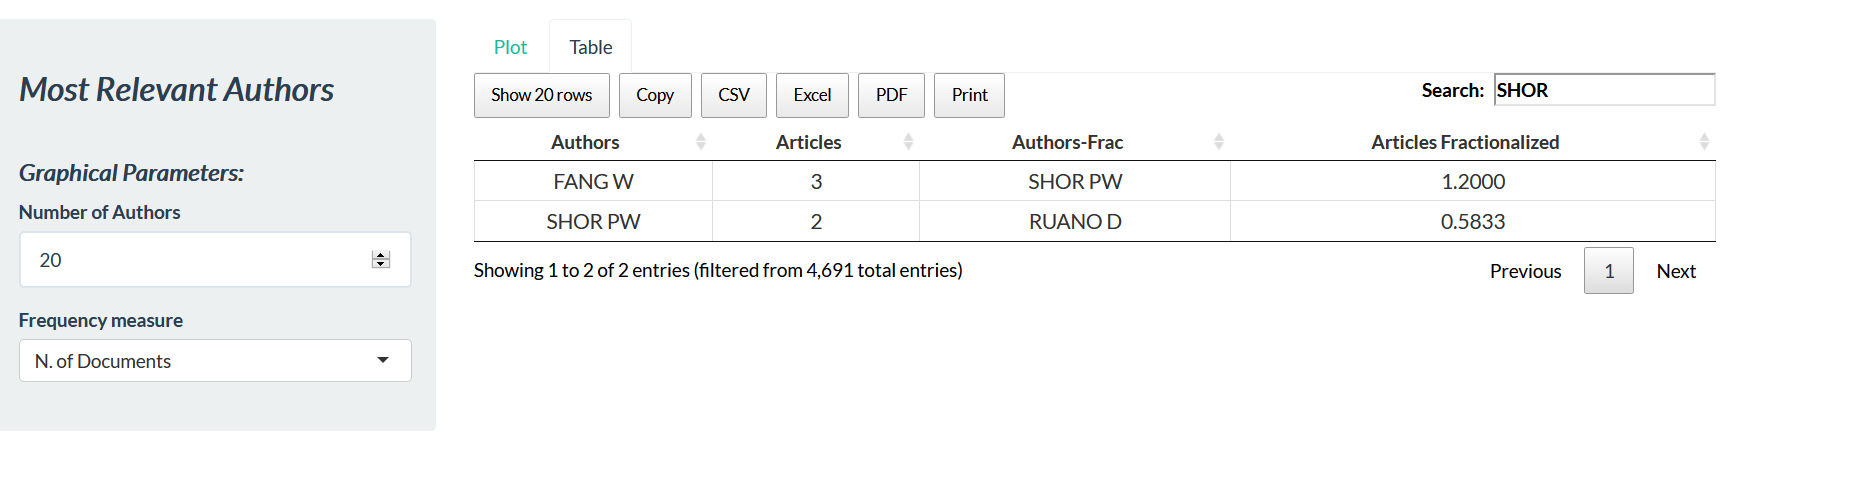 Most Relevant Authors
Graphical Parameters:
Number of Authors
20
Frequency measure
N. of Documents
Plot Table
Show 20 rows Copy CSV Excel PDF Print Search: SHOR
Authors Articles Authors-Frac Articles Fractionalized
FANG W 3 SHOR PW 1.2000
SHOR PW 2 RUANO D 0.5833
Showing 1 to 2 of 2 entries (filtered from 4,691 total entries) Previous 1 Next